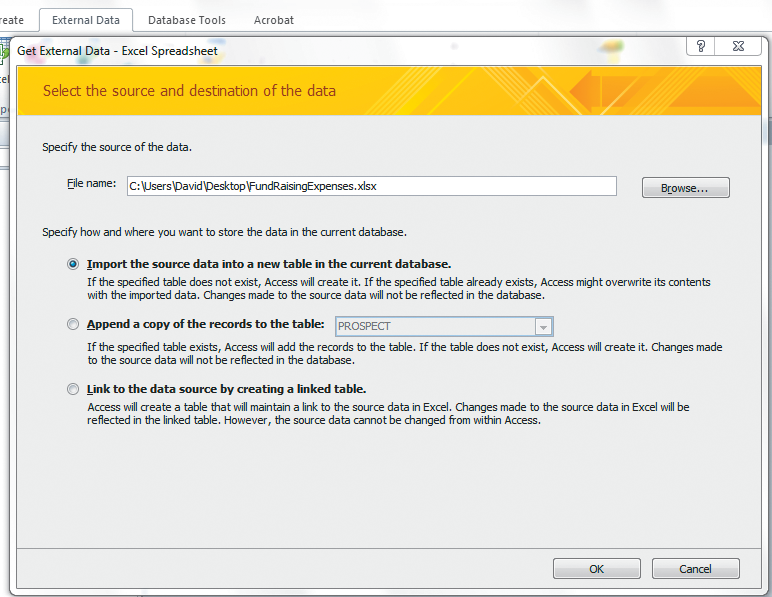 reate External Data Database Tools Acrobat
Get External Data - Excel Spreadsheet
Select the source and destination of the data
Specify the source of the data.
File name: C:\Users\David\Desktop\FundRaisingExpenses.xlsx Browse...
Specify how and where you want to store the data in the current database.
Import the source data into a new table in the current database.
If the specified table does not exist, Access will create it. If the specified table already exists, Access might overwrite its contents
with the imported data. Changes made to the source data will not be reflected in the database.
Append a copy of the records to the table: PROSPECT
If the specified table exists, Access will add the records to the table. If the table does not exist, Access will create it. Changes made
to the source data will not be reflected in the database.
Link to the data source by creating a linked table.
Access will create a table that will maintain a link to the source data in Excel. Changes made to the source data in Excel will be
reflected in the linked table. However, the source data cannot be changed from within Access.
OK Cancel